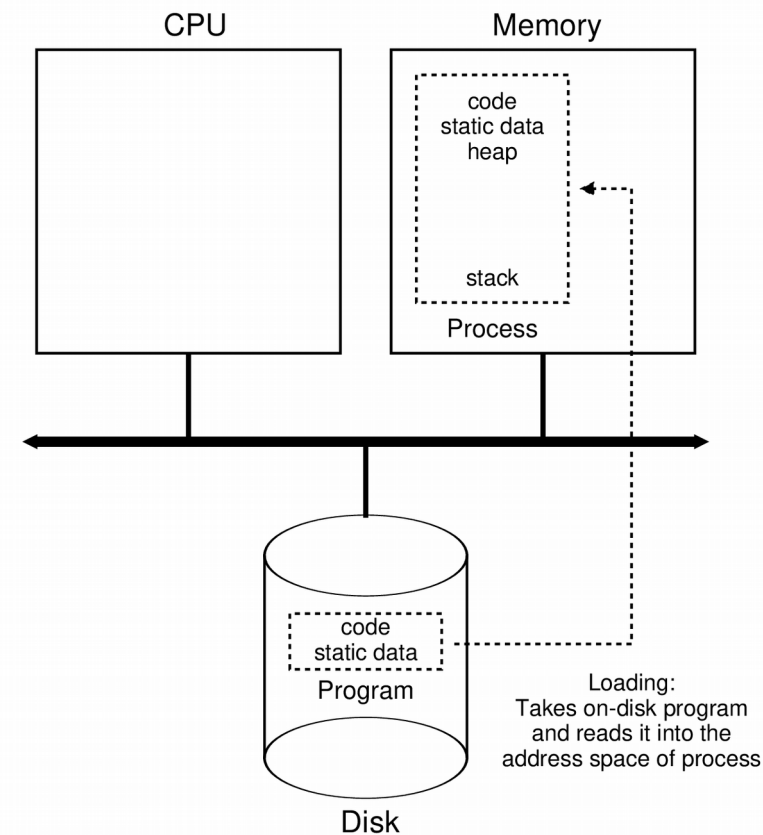 CPU
Memory
code
static data
heap
stack
Process
code
static data
Program
Loading:
Takes on-disk program
and reads it into the
address space of process
Disk